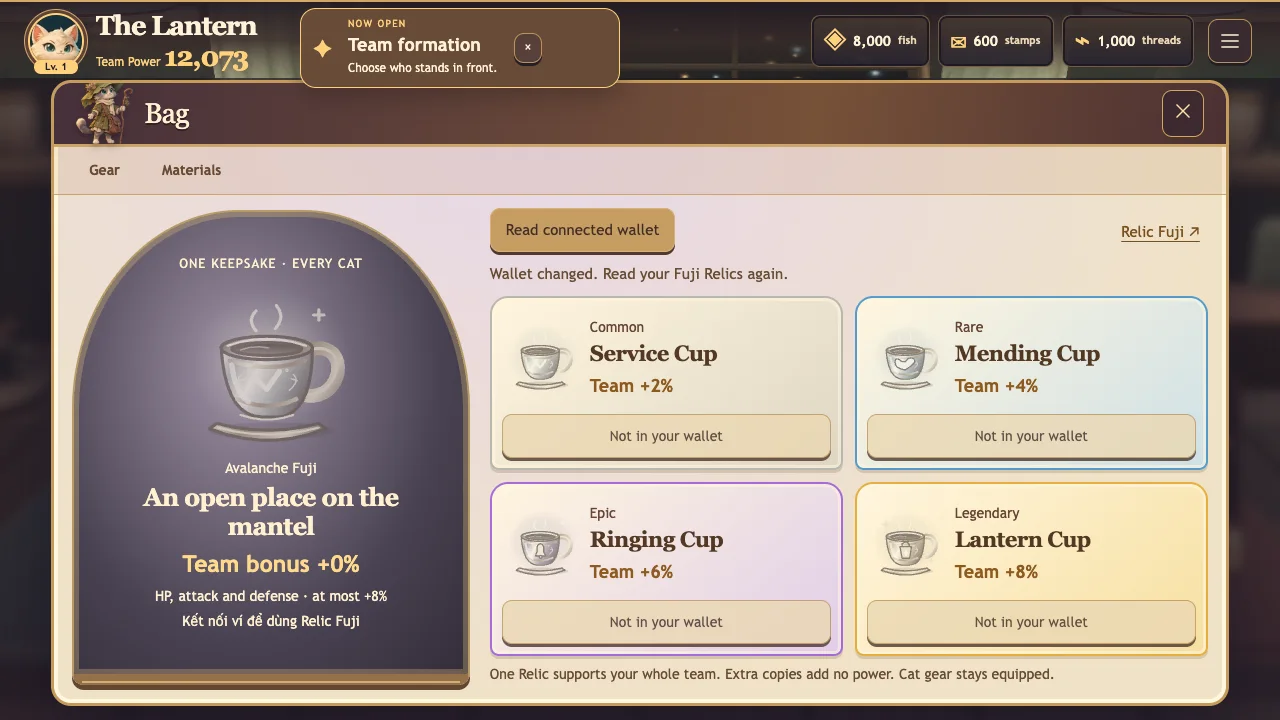 The Lantern
Team Power 12,073
Lv. 1
NOW OPEN
Team formation
Choose who stands in front.
×
8,000 fish
600 stamps
1,000 threads
Bag
Gear
Materials
ONE KEEPSAKE · EVERY CAT
Avalanche Fuji
An open place on the
mantel
Team bonus +0%
HP, attack and defense · at most +8%
Kết nối ví để dùng Relic Fuji
Read connected wallet
Relic Fuji ↗
Wallet changed. Read your Fuji Relics again.
Common
Service Cup
Team +2%
Not in your wallet
Rare
Mending Cup
Team +4%
Not in your wallet
Epic
Ringing Cup
Team +6%
Not in your wallet
Legendary
Lantern Cup
Team +8%
Not in your wallet
One Relic supports your whole team. Extra copies add no power. Cat gear stays equipped.